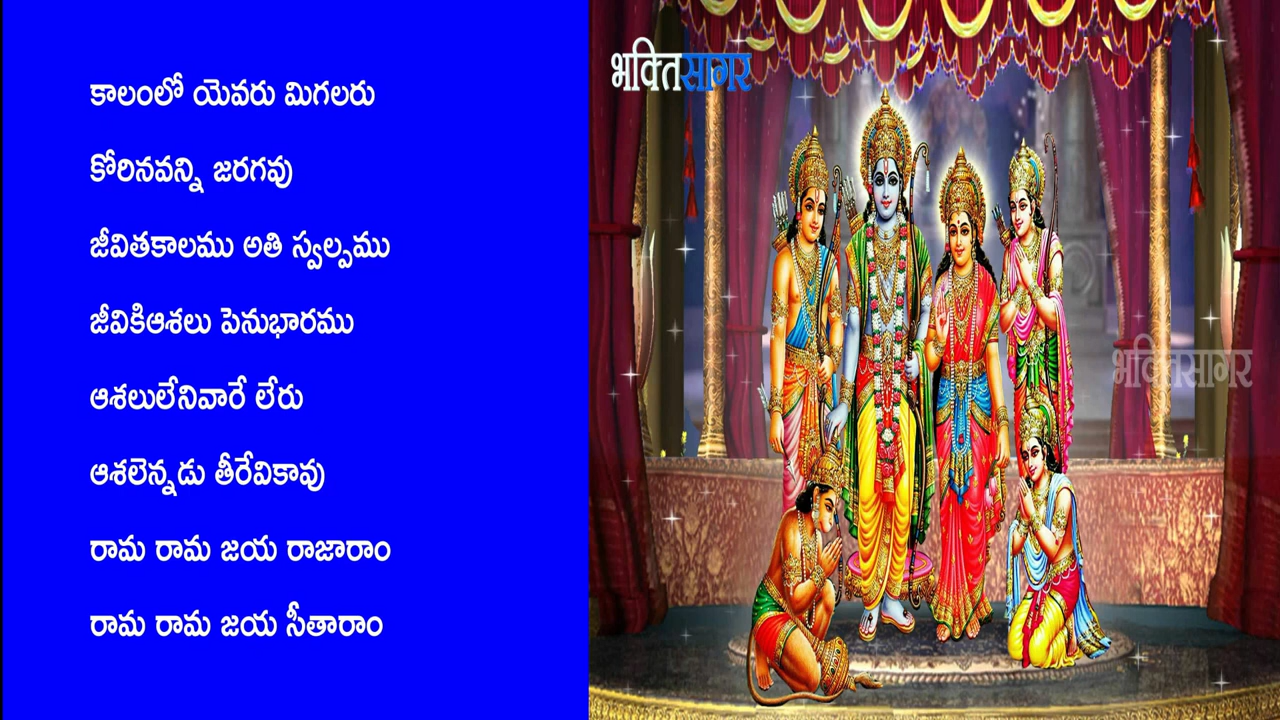 కాలంలో యెవరు మిగలరు
కోరినవన్ని జరగవు
జీవితకాలము అతి స్వల్పము
జీవికిఆశలు పెనుభారము
ఆశలులేనివారే లేరు
ఆశలెన్నడు తీరేవికావు
రామ రామ జయ రాజారాం
రామ రామ జయ సీతారాం
भक्तिसागर
भक्तिसागर